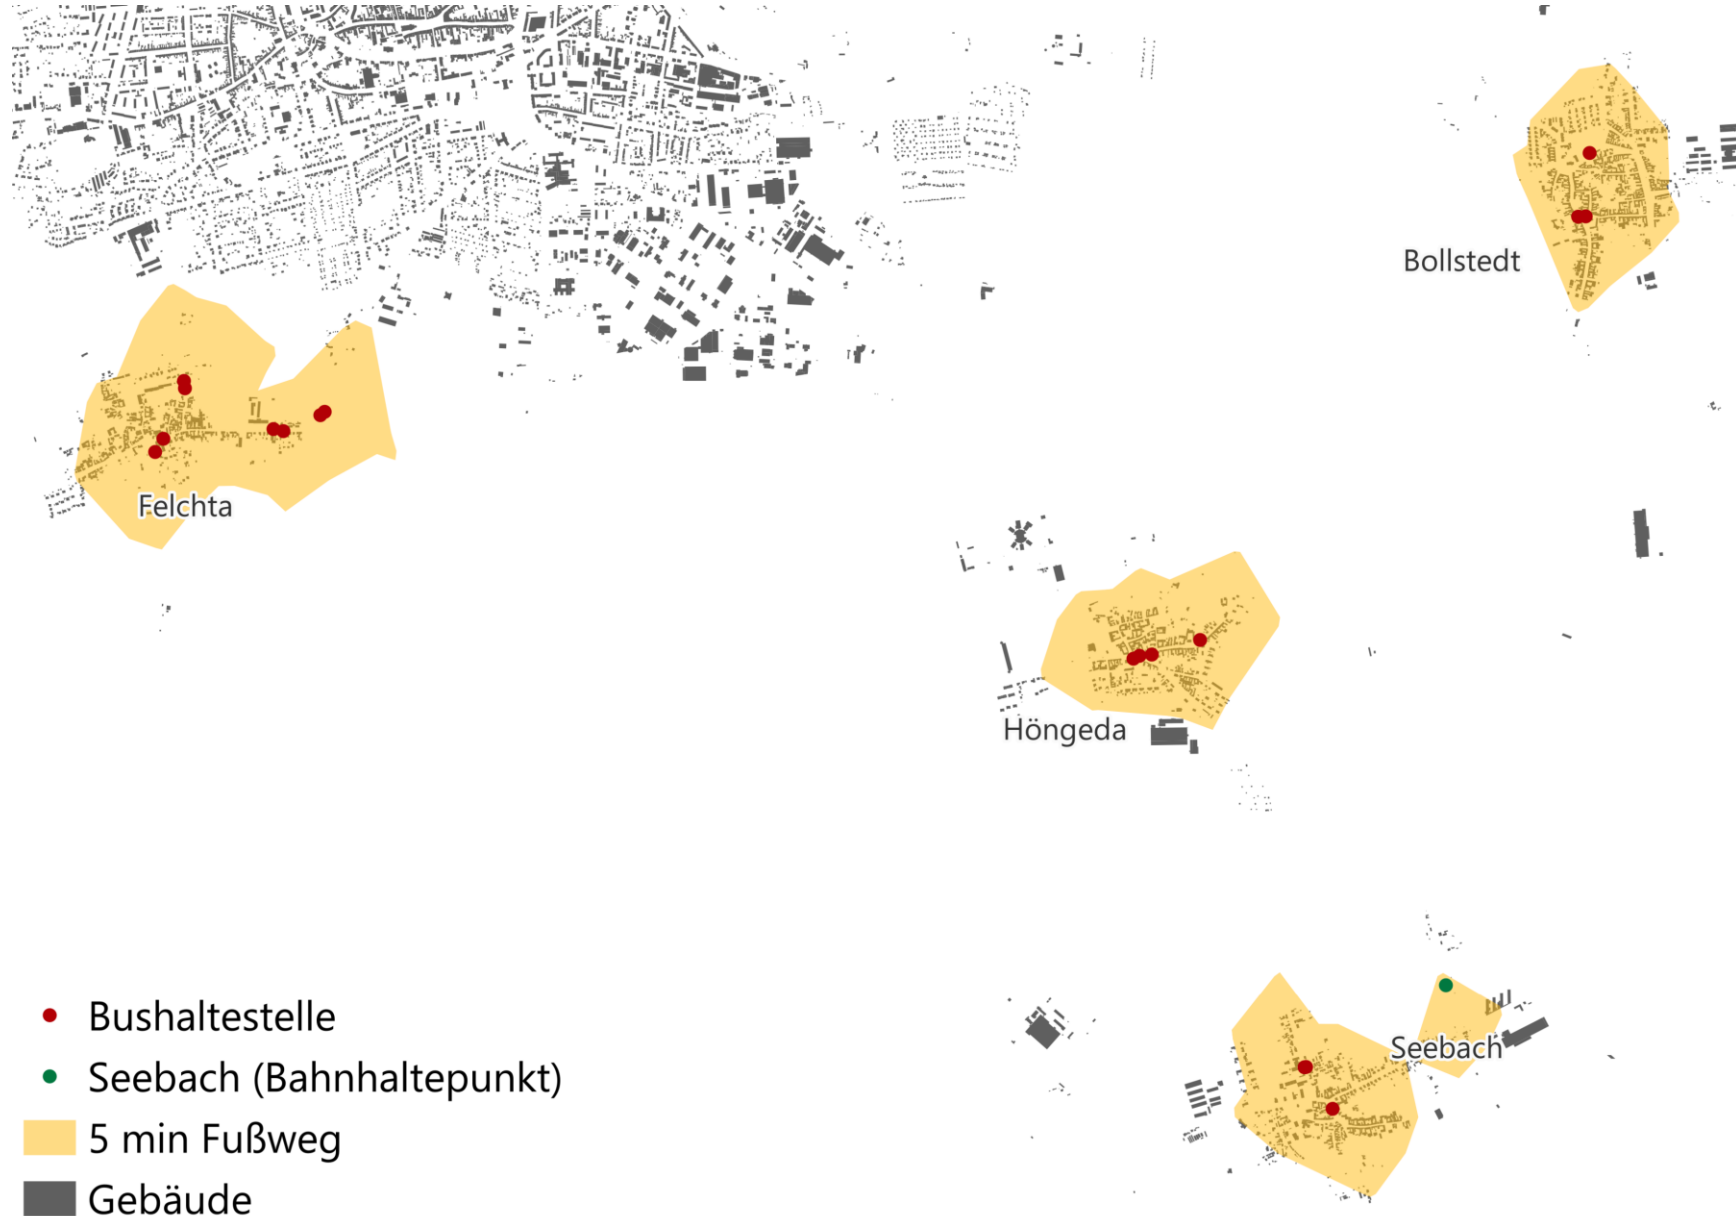 Bollstedt
Felchta
Höngeda
Seebach
Bushaltestelle
Seebach (Bahnhaltepunkt)
5 min Fußweg
Gebäude